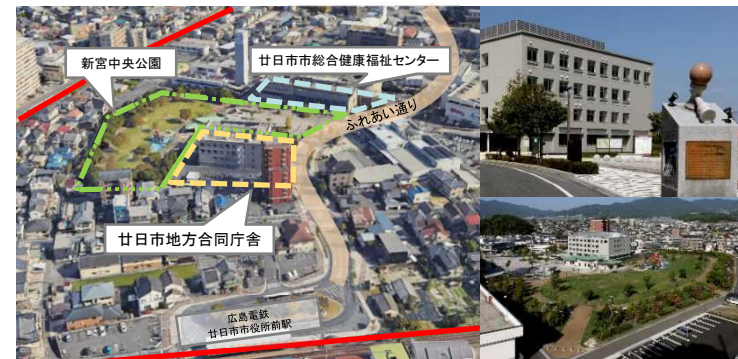 新宮中央公園
廿日市市総合健康福祉センター
ふれあい通り
廿日市地方合同庁舎
広島電鉄
廿日市市役所前駅